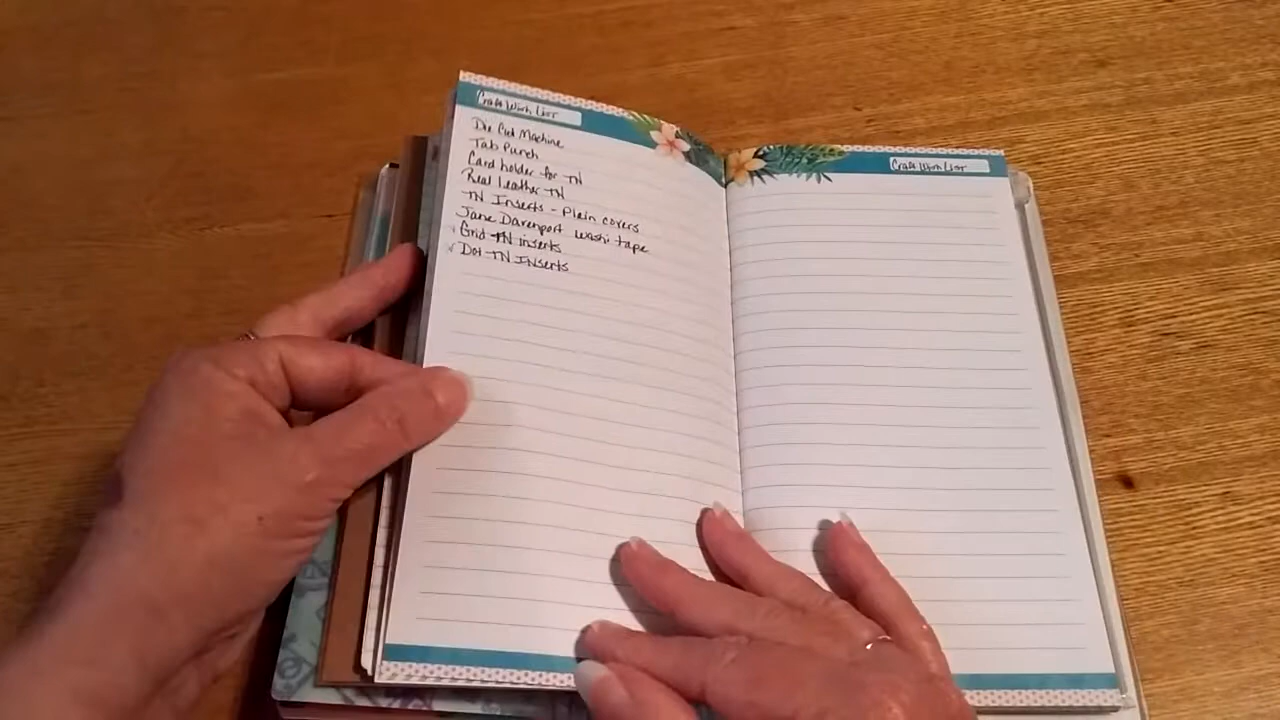 Craft Wish List
Die Cut Machine
Tab Punch
Card holder for TN
Real Leather TN
TN Inserts - Plain covers
Jane Davenport washi tape
Grid TN inserts
Dot TN Inserts
Craft Wish List